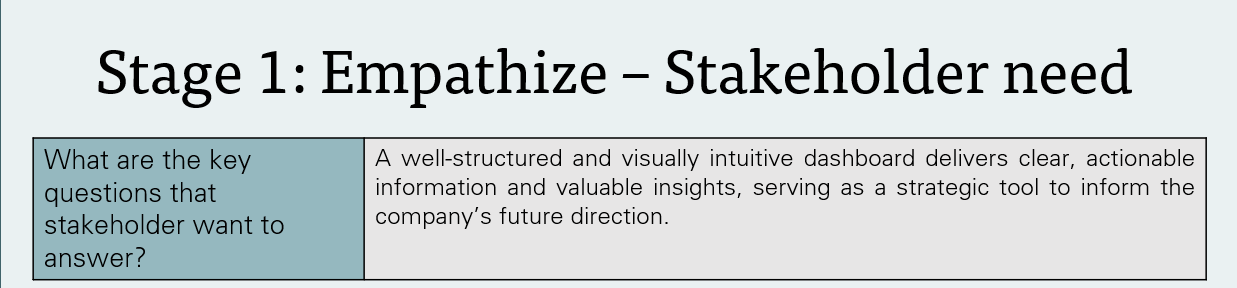 Stage 1: Empathize – Stakeholder need
What are the key
questions that
stakeholder want to
answer?
A well-structured and visually intuitive dashboard delivers clear, actionable
information and valuable insights, serving as a strategic tool to inform the
company’s future direction.